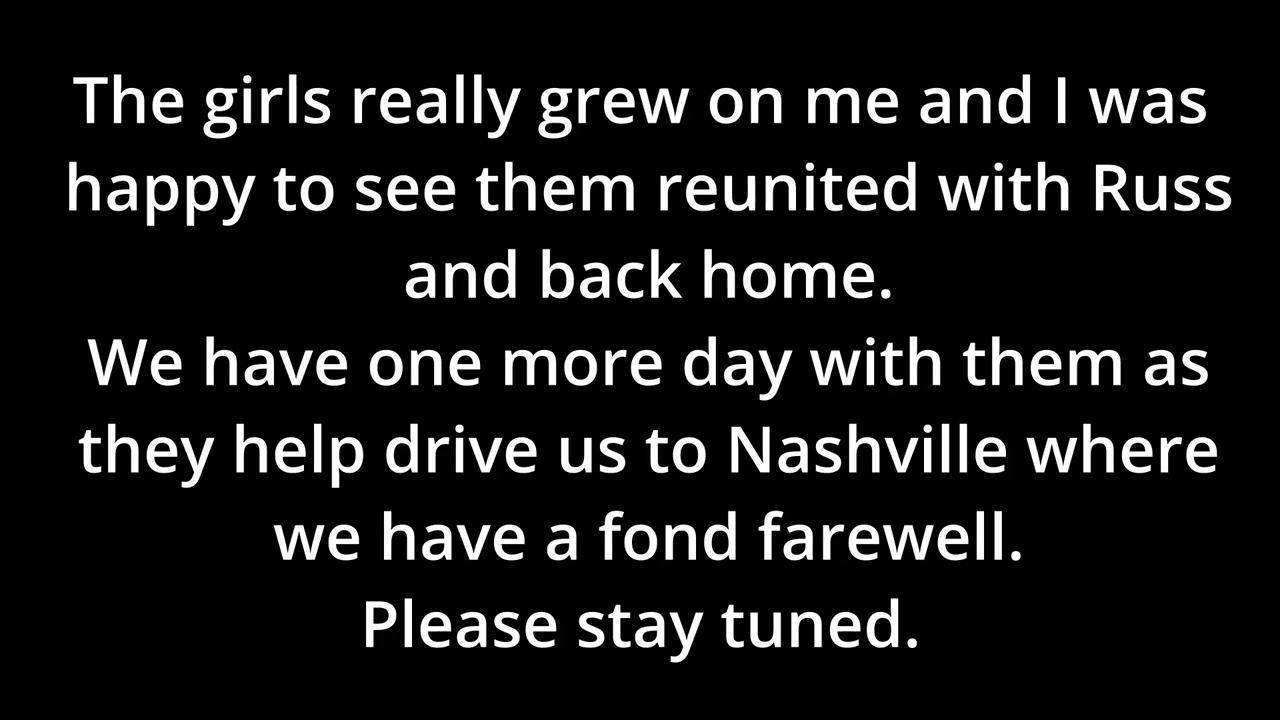 The girls really grew on me and I was
happy to see them reunited with Russ
and back home.
We have one more day with them as
they help drive us to Nashville where
we have a fond farewell.
Please stay tuned.